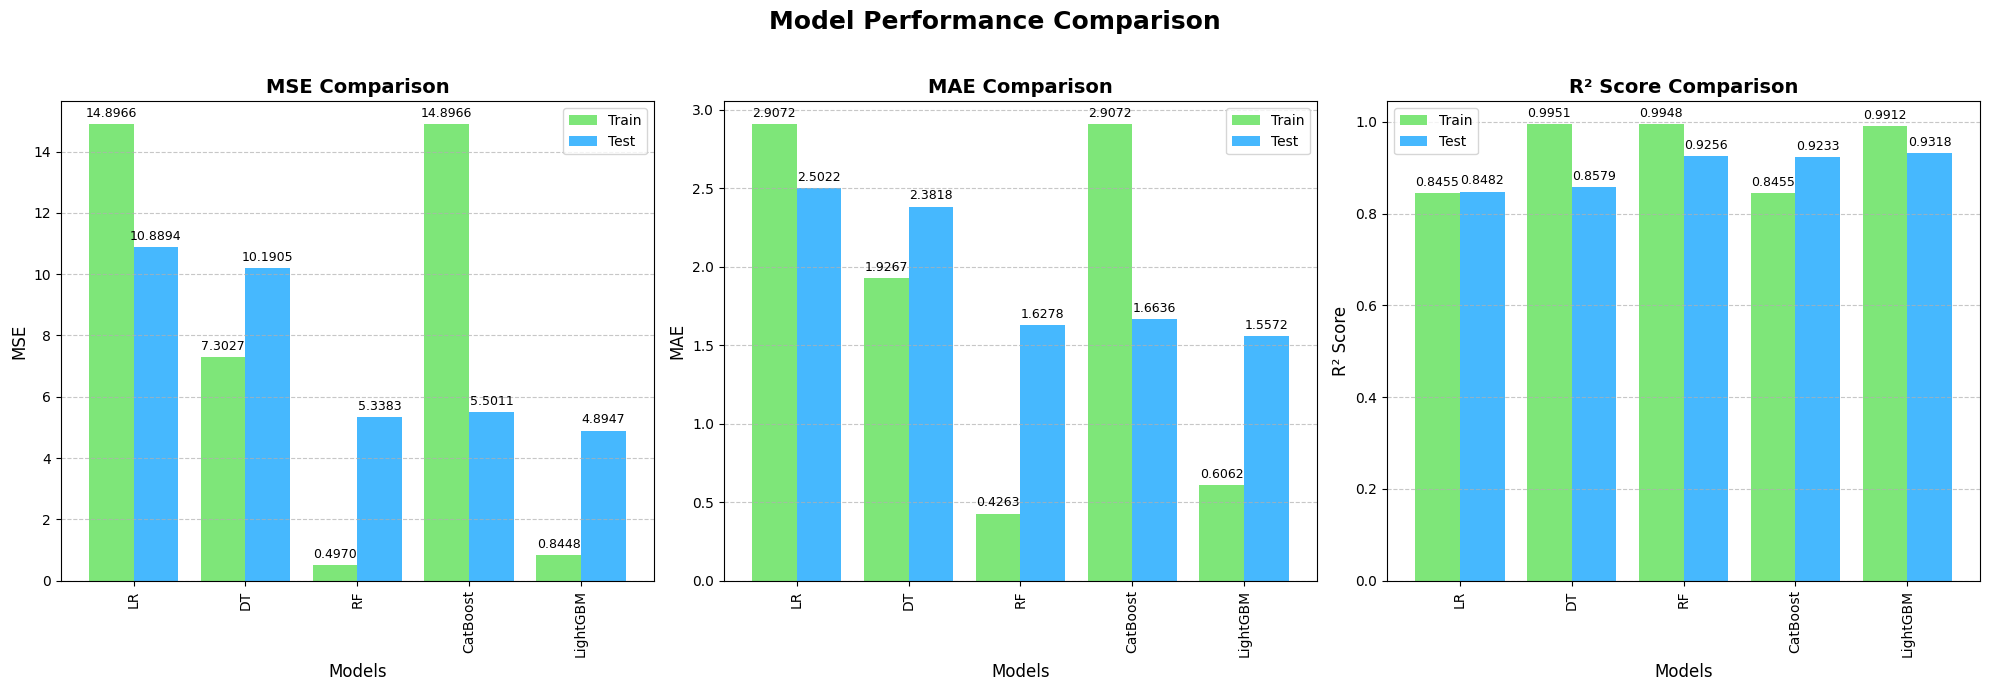 Model Performance Comparison
MSE Comparison
14.8966
14.8966
Train
Test
10.8894
10.1905
7.3027
5.3383
5.5011
4.8947
0.4970
0.8448
14
12
10
8
6
4
2
0
MSE
LR
DT
RF
CatBoost
LightGBM
Models
MAE Comparison
2.9072
2.9072
Train
Test
2.5022
2.3818
1.9267
1.6278
1.6636
1.5572
0.4263
0.6062
3.0
2.5
2.0
1.5
1.0
0.5
0.0
MAE
LR
DT
RF
CatBoost
LightGBM
Models
R² Score Comparison
Train
Test
0.9951
0.9948
0.9912
0.9256
0.9233
0.9318
0.8455
0.8482
0.8579
0.8455
1.0
0.8
0.6
0.4
0.2
0.0
R² Score
LR
DT
RF
CatBoost
LightGBM
Models